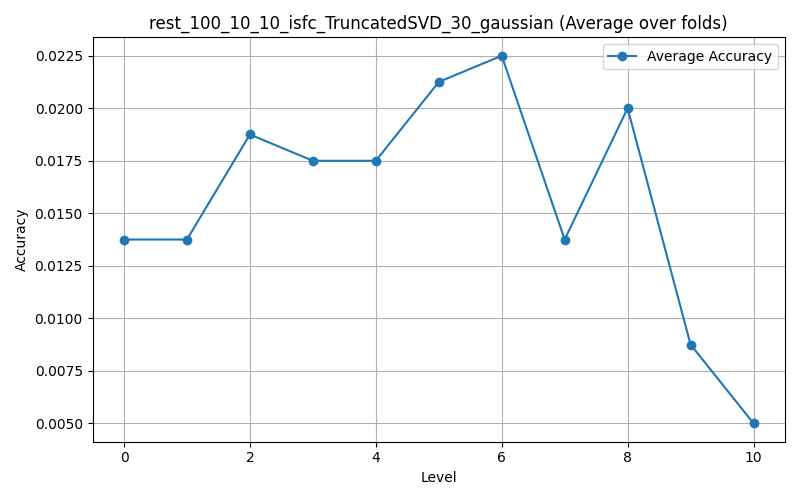 rest_100_10_10_isfc_TruncatedSVD_30_gaussian (Average over folds)
Average Accuracy
0.0225
0.0200
0.0175
0.0150
0.0125
0.0100
0.0075
0.0050
Accuracy
0 2 4 6 8 10
Level